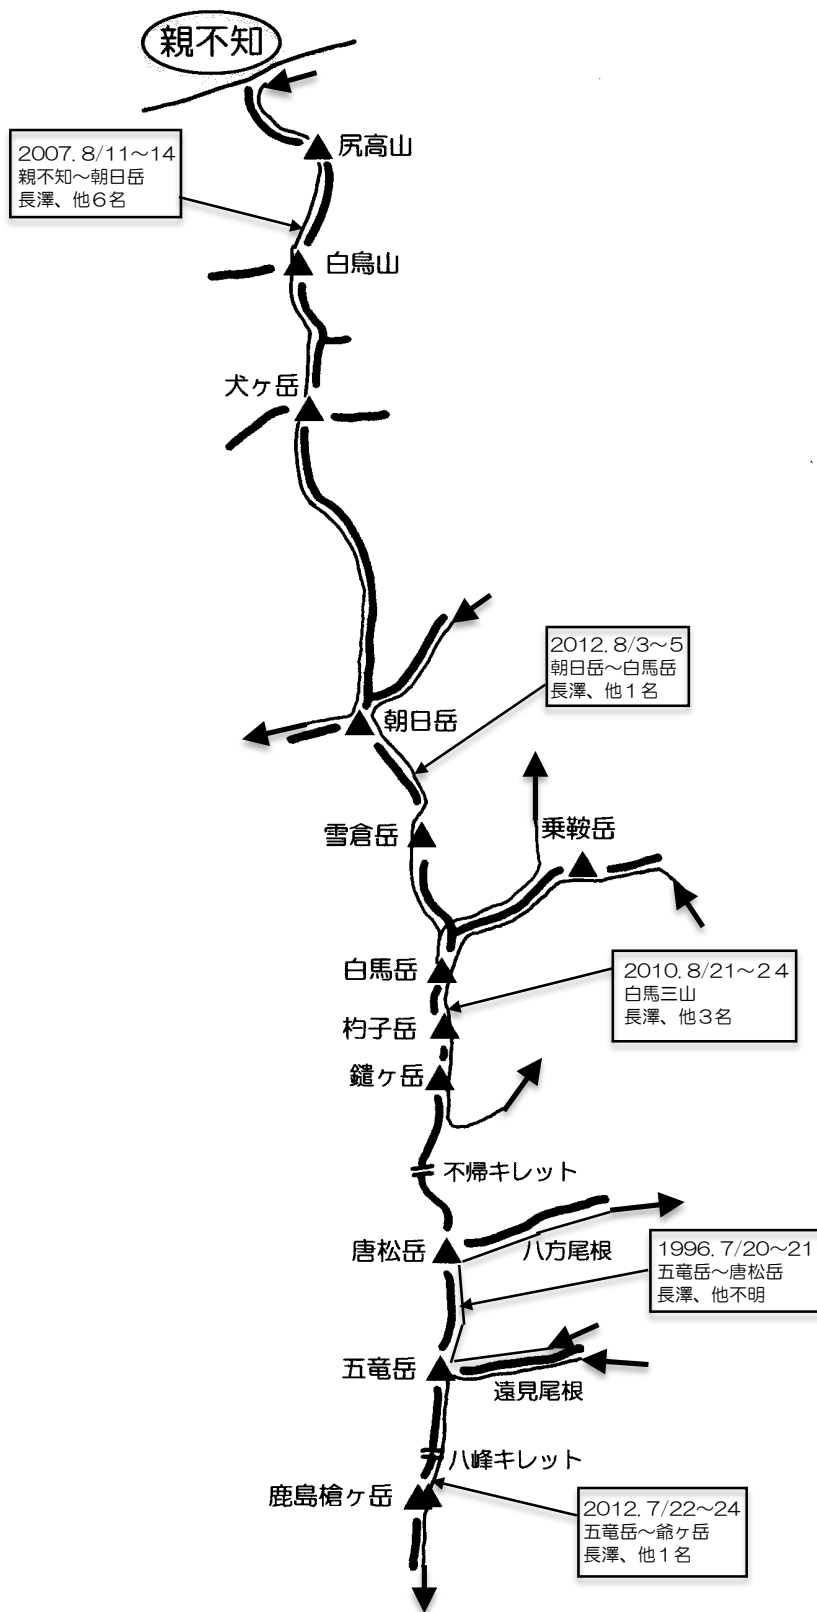 親不知
尻高山
2007. 8/11～14
親不知～朝日岳
長澤、他６名
白鳥山
犬ヶ岳
2012. 8/3～5
朝日岳～白馬岳
長澤、他１名
朝日岳
雪倉岳
乗鞍岳
白馬岳
2010. 8/21～2４
白馬三山
長澤、他３名
杓子岳
鑓ヶ岳
不帰キレット
唐松岳
八方尾根
1996. 7/20～21
五竜岳～唐松岳
長澤、他不明
五竜岳
遠見尾根
八峰キレット
鹿島槍ヶ岳
2012. 7/22～24
五竜岳～爺ヶ岳
長澤、他１名